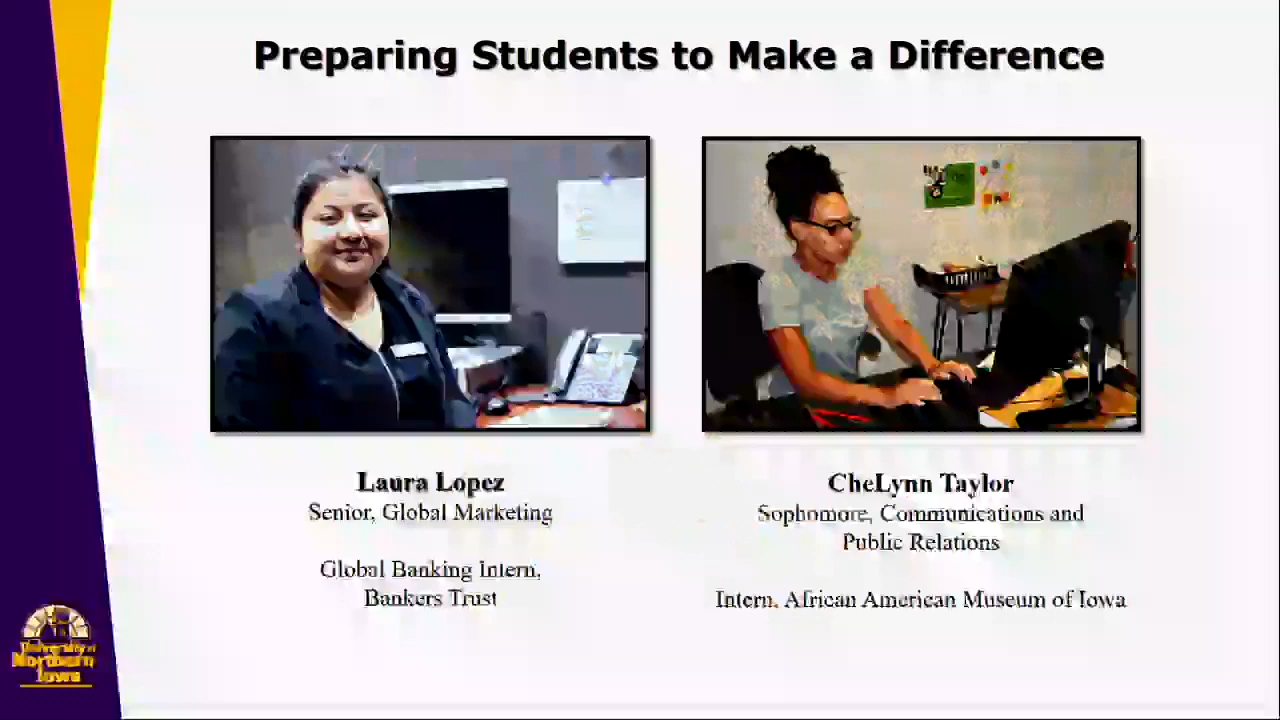 Preparing Students to Make a Difference
Laura Lopez
Senior, Global Marketing
Global Banking Intern,
Bankers Trust
CheLynn Taylor
Sophomore, Communications and
Public Relations
Intern, African American Museum of Iowa
University of
Northern
Iowa